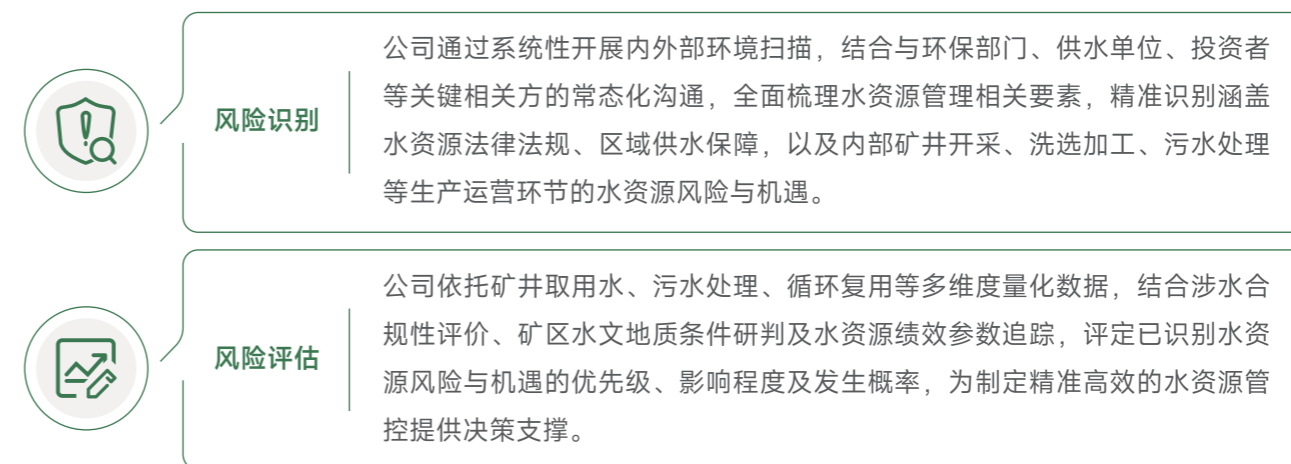 风险识别
公司通过系统性开展内外部环境扫描，结合与环保部门、供水单位、投资者
等关键相关方的常态化沟通，全面梳理水资源管理相关要素，精准识别涵盖
水资源法律法规、区域供水保障，以及内部矿井开采、洗选加工、污水处理
等生产运营环节的水资源风险与机遇。
风险评估
公司依托矿井取用水、污水处理、循环复用等多维度量化数据，结合涉水合
规性评价、矿区水文地质条件研判及水资源绩效参数追踪，评定已识别水资
源风险与机遇的优先级、影响程度及发生概率，为制定精准高效的水资源管
控提供决策支撑。